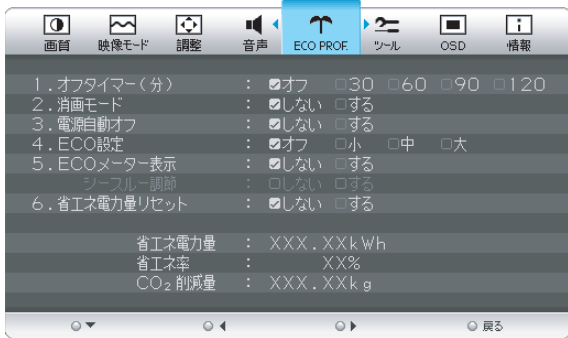 画質 映像モード 調整 音声 ECO PROF. ツール OSD 情報
1.オフタイマー(分) : ☑オフ □30 □60 □90 □120
2.消画モード : ☑しない □する
3.電源自動オフ : ☑しない □する
4.ECO設定 : ☑オフ □小 □中 □大
5.ECOメーター表示 : ☑しない □する
シースルー調節 : □しない □する
6.省エネ電力量リセット : ☑しない □する
省エネ電力量 : XXX.XXkWh
省エネ率 : XX%
CO₂削減量 : XXX.XXkg
戻る